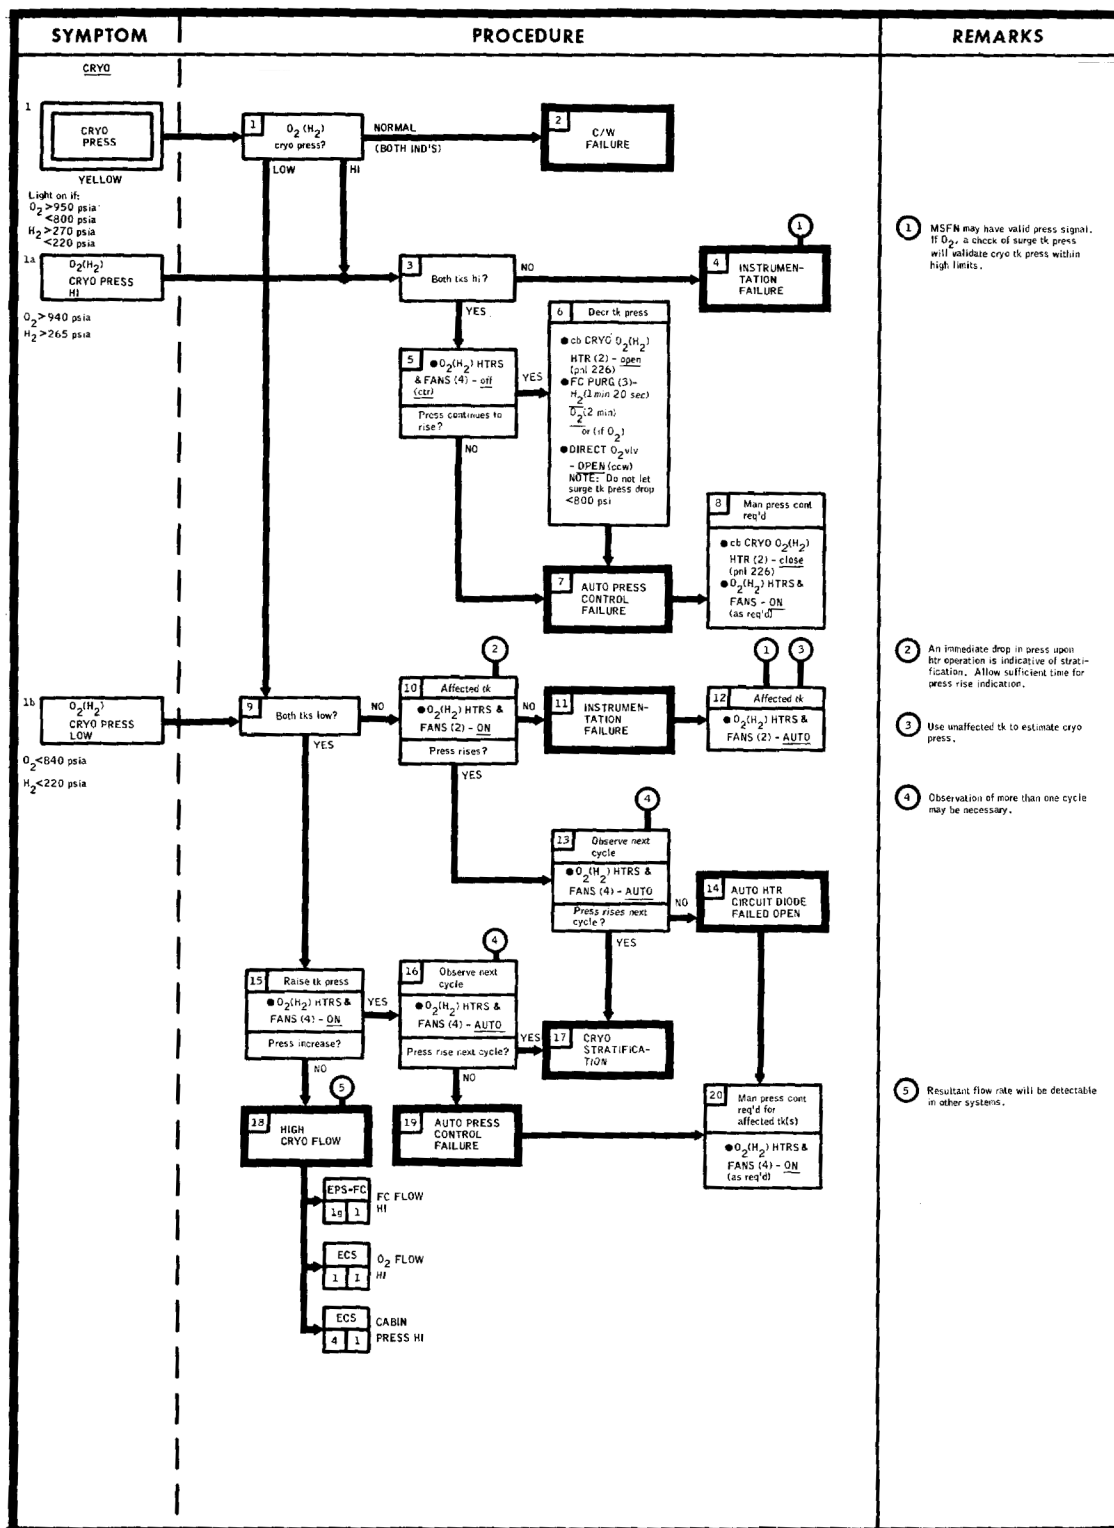 SYMPTOM
PROCEDURE
REMARKS
CRYO
1
CRYO
PRESS
YELLOW
Light on if:
O2 >950 psia
<800 psia
H2 >270 psia
<220 psia
1a
O2(H2)
CRYO PRESS
HI
O2 >940 psia
H2 >265 psia
1b
O2(H2)
CRYO PRESS
LOW
O2 <840 psia
H2 <220 psia
1
O2 (H2)
cryo press?
NORMAL
(BOTH IND'S)
LOW
HI
2
C/W
FAILURE
3
Both tks hi?
NO
YES
1
4
INSTRUMEN-
TATION
FAILURE
5
● O2(H2) HTRS
& FANS (4) - off
(ctr)
Press continues to
rise?
YES
NO
6
Decr tk press
● cb CRYO O2(H2)
HTR (2) - open
(pnl 226)
● FC PURG (3)-
H2 (1 min 20 sec)
O2 (2 min)
or (if O2)
● DIRECT O2 vlv
- OPEN (ccw)
NOTE: Do not let
surge tk press drop
<800 psi
7
AUTO PRESS
CONTROL
FAILURE
8
Man press cont
req'd
● cb CRYO O2(H2)
HTR (2) - close
(pnl 226)
● O2(H2) HTRS &
FANS - ON
(as req'd)
9
Both tks low?
NO
YES
2
10
Affected tk
● O2(H2) HTRS &
FANS (2) - ON
Press rises?
NO
YES
11
INSTRUMEN-
TATION
FAILURE
1
3
12
Affected tk
● O2(H2) HTRS &
FANS (2) - AUTO
4
13
Observe next
cycle
● O2(H2) HTRS &
FANS (4) - AUTO
Press rises next
cycle?
NO
YES
14
AUTO HTR
CIRCUIT DIODE
FAILED OPEN
15
Raise tk press
● O2(H2) HTRS &
FANS (4) - ON
Press increase?
YES
NO
4
16
Observe next
cycle
● O2(H2) HTRS &
FANS (4) - AUTO
Press rise next cycle?
YES
NO
17
CRYO
STRATIFICA-
TION
5
18
HIGH
CRYO FLOW
19
AUTO PRESS
CONTROL
FAILURE
20
Man press cont
req'd for
affected tk(s)
● O2(H2) HTRS &
FANS (4) - ON
(as req'd)
EPS-FC
1g 1
FC FLOW
HI
ECS
1 1
O2 FLOW
HI
ECS
4 1
CABIN
PRESS HI
1 MSFN may have valid press signal.
If O2, a check of surge tk press
will validate cryo tk press within
high limits.
2 An immediate drop in press upon
htr operation is indicative of strati-
fication. Allow sufficient time for
press rise indication.
3 Use unaffected tk to estimate cryo
press.
4 Observation of more than one cycle
may be necessary.
5 Resultant flow rate will be detectable
in other systems.